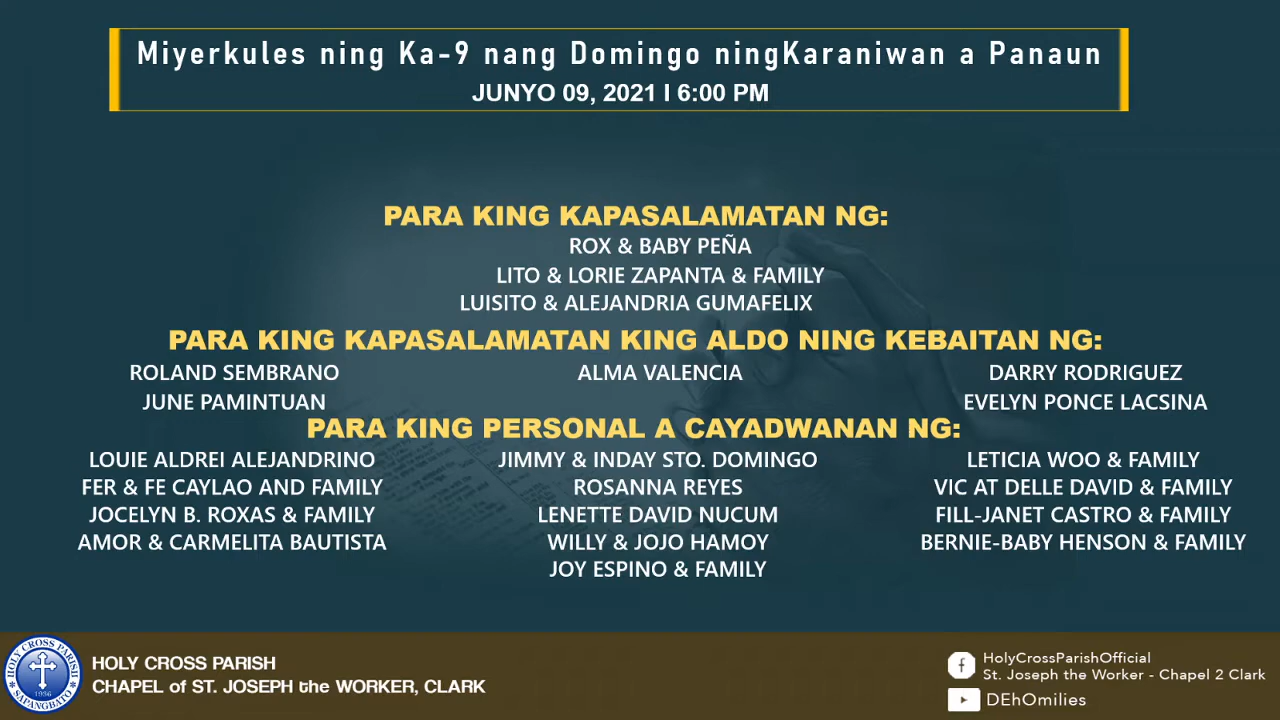 Miyerkules ning Ka-9 nang Domingo ningKaraniwan a Panaun
JUNYO 09, 2021 I 6:00 PM
PARA KING KAPASALAMATAN NG:
ROX & BABY PEÑA
LITO & LORIE ZAPANTA & FAMILY
LUISITO & ALEJANDRIA GUMAFELIX
PARA KING KAPASALAMATAN KING ALDO NING KEBAITAN NG:
ROLAND SEMBRANO
JUNE PAMINTUAN
ALMA VALENCIA
DARRY RODRIGUEZ
EVELYN PONCE LACSINA
PARA KING PERSONAL A CAYADWANAN NG:
LOUIE ALDREI ALEJANDRINO
FER & FE CAYLAO AND FAMILY
JOCELYN B. ROXAS & FAMILY
AMOR & CARMELITA BAUTISTA
JIMMY & INDAY STO. DOMINGO
ROSANNA REYES
LENETTE DAVID NUCUM
WILLY & JOJO HAMOY
JOY ESPINO & FAMILY
LETICIA WOO & FAMILY
VIC AT DELLE DAVID & FAMILY
FILL-JANET CASTRO & FAMILY
BERNIE-BABY HENSON & FAMILY
HOLY CROSS PARISH
1936
SAPANGBATO
HOLY CROSS PARISH
CHAPEL of ST. JOSEPH the WORKER, CLARK
HolyCrossParishOfficial
St. Joseph the Worker - Chapel 2 Clark
DEhOmilies